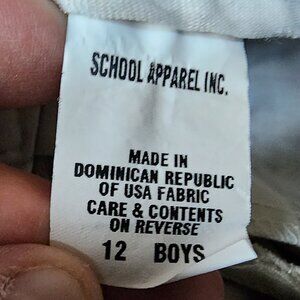 SCHOOL APPAREL INC.
MADE IN
DOMINICAN REPUBLIC
OF USA FABRIC
CARE & CONTENTS
ON REVERSE
12 BOYS